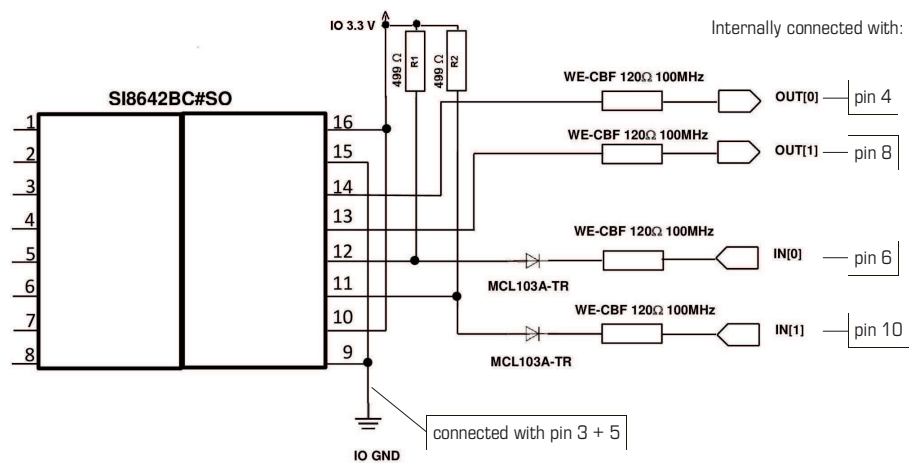 Internally connected with:
IO 3.3 V
499 Ω
R1
499 Ω
R2
WE-CBF 120Ω 100MHz
OUT[0]
pin 4
SI8642BC#SO
WE-CBF 120Ω 100MHz
OUT[1]
pin 8
1
16
2
15
3
14
4
13
WE-CBF 120Ω 100MHz
5
12
IN[0]
pin 6
MCL103A-TR
6
11
WE-CBF 120Ω 100MHz
7
10
IN[1]
pin 10
8
9
MCL103A-TR
connected with pin 3 + 5
IO GND